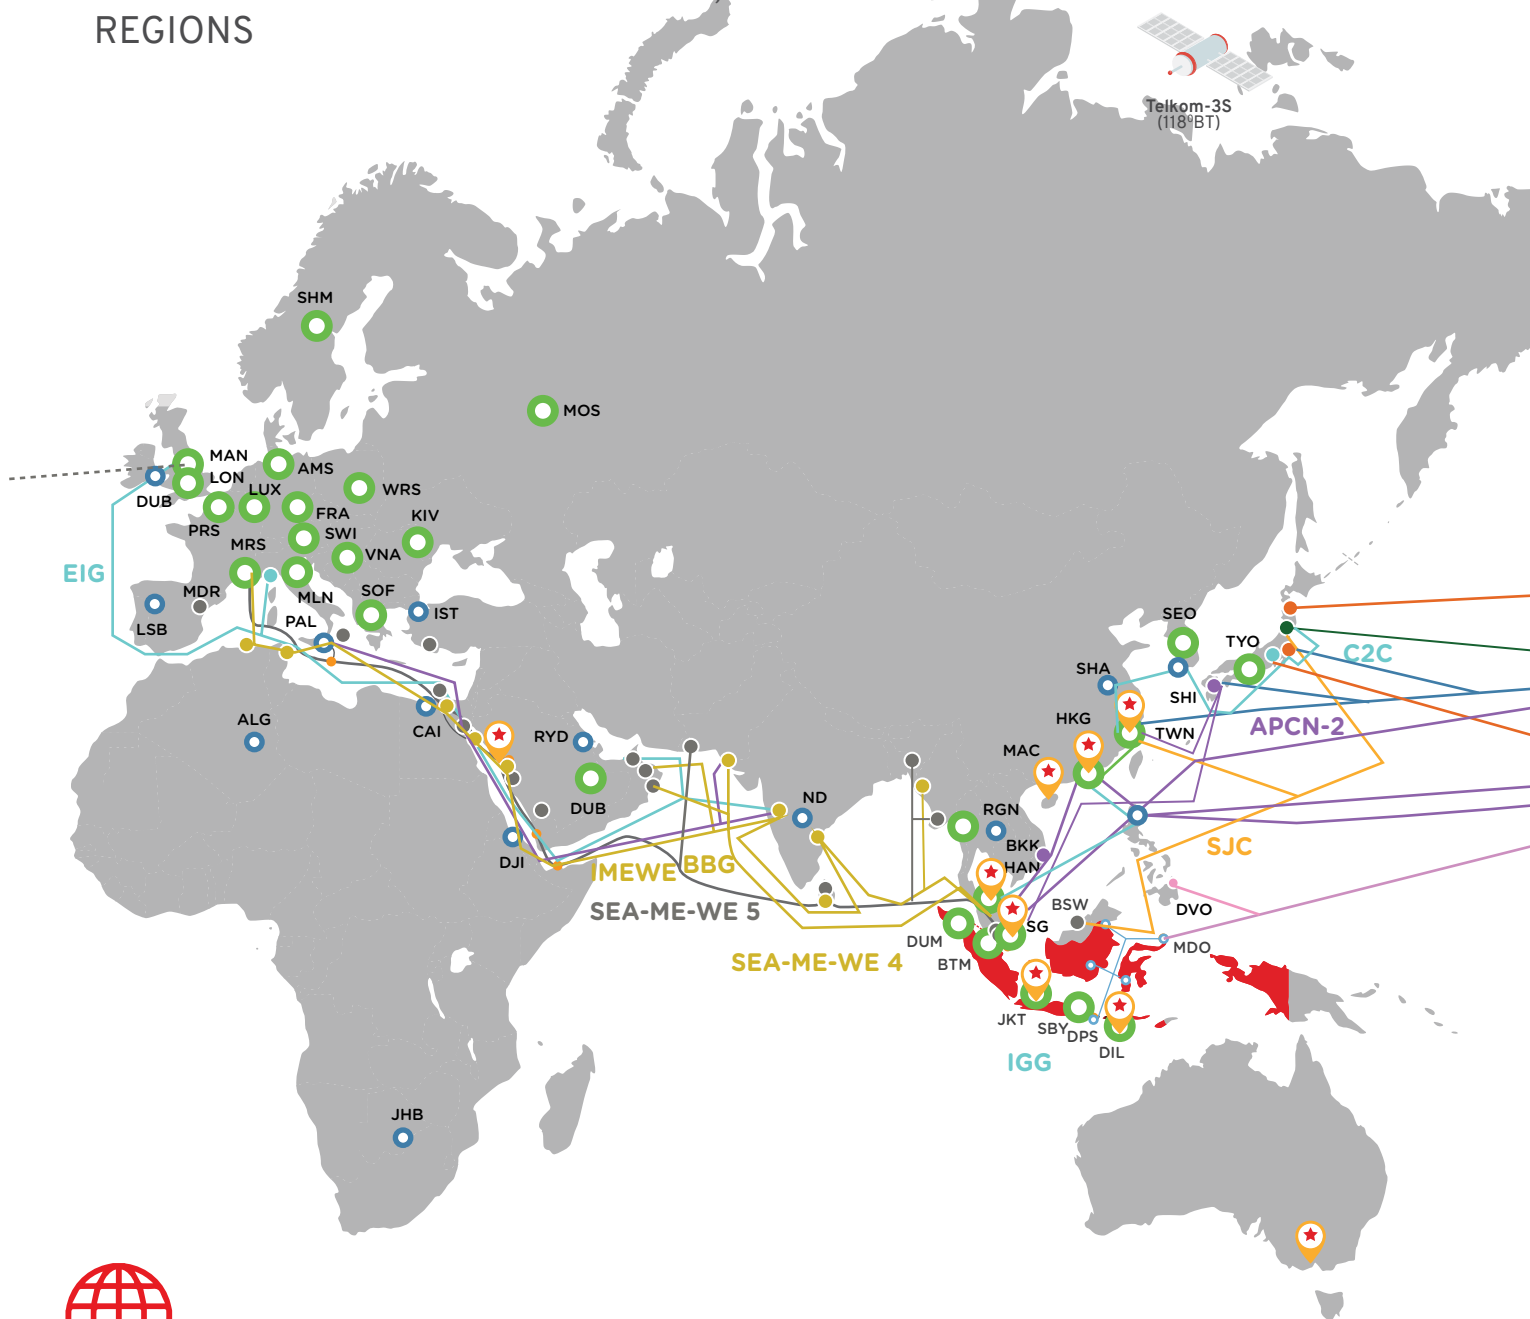 REGIONS
Telkom-3S
(118ºBT)
SHM
MOS
MAN
AMS
LON
LUX
WRS
DUB
FRA
PRS
KIV
SWI
MRS
VNA
EIG
MDR
SOF
MLN
IST
PAL
LSB
SEO
TYO
C2C
SHA
SHI
ALG
HKG
APCN-2
CAI
RYD
TWN
MAC
DUB
ND
RGN
BKK
SJC
DJI
IMEWE
BBG
HAN
SEA-ME-WE 5
BSW
DVO
SG
DUM
MDO
BTM
SEA-ME-WE 4
JKT
SBY
DPS
DIL
IGG
JHB